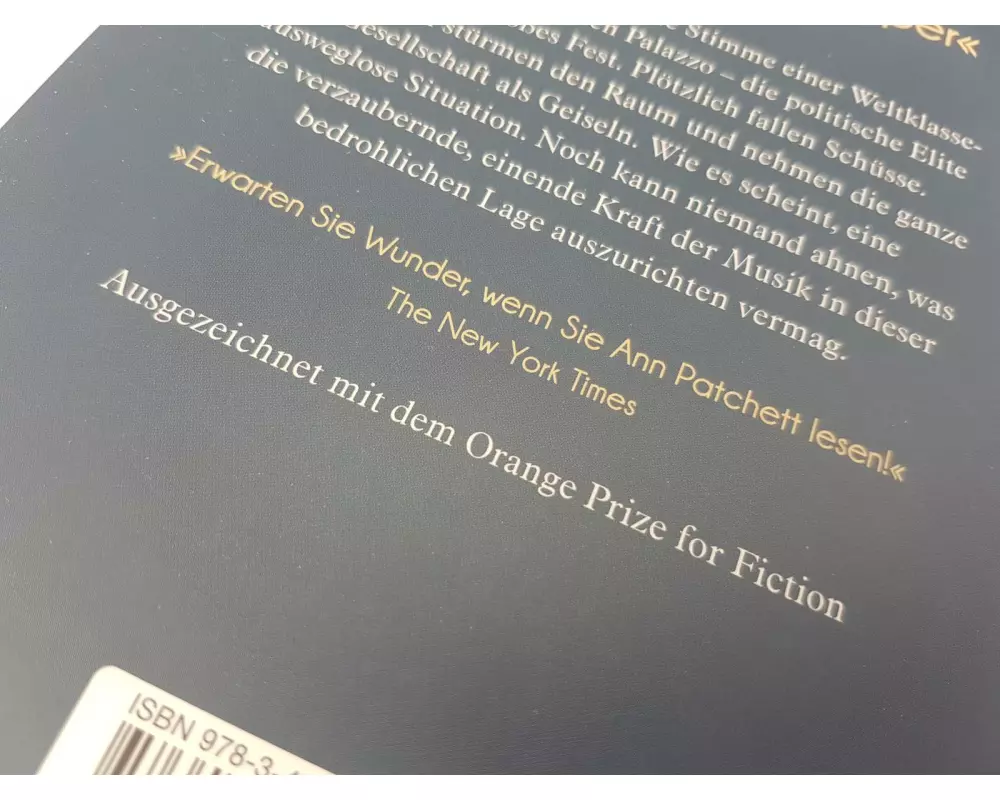 per«
Stimme einer Weltklasse-
Palazzo – die politische Elite
Fest. Plötzlich fallen Schüsse.
stürmen den Raum und nehmen die ganze
Gesellschaft als Geiseln. Wie es scheint, eine
ausweglose Situation. Noch kann niemand ahnen, was
die verzaubernde, einende Kraft der Musik in dieser
bedrohlichen Lage auszurichten vermag.
»Erwarten Sie Wunder, wenn Sie Ann Patchett lesen!«
The New York Times
Ausgezeichnet mit dem Orange Prize for Fiction
ISBN 978-3-